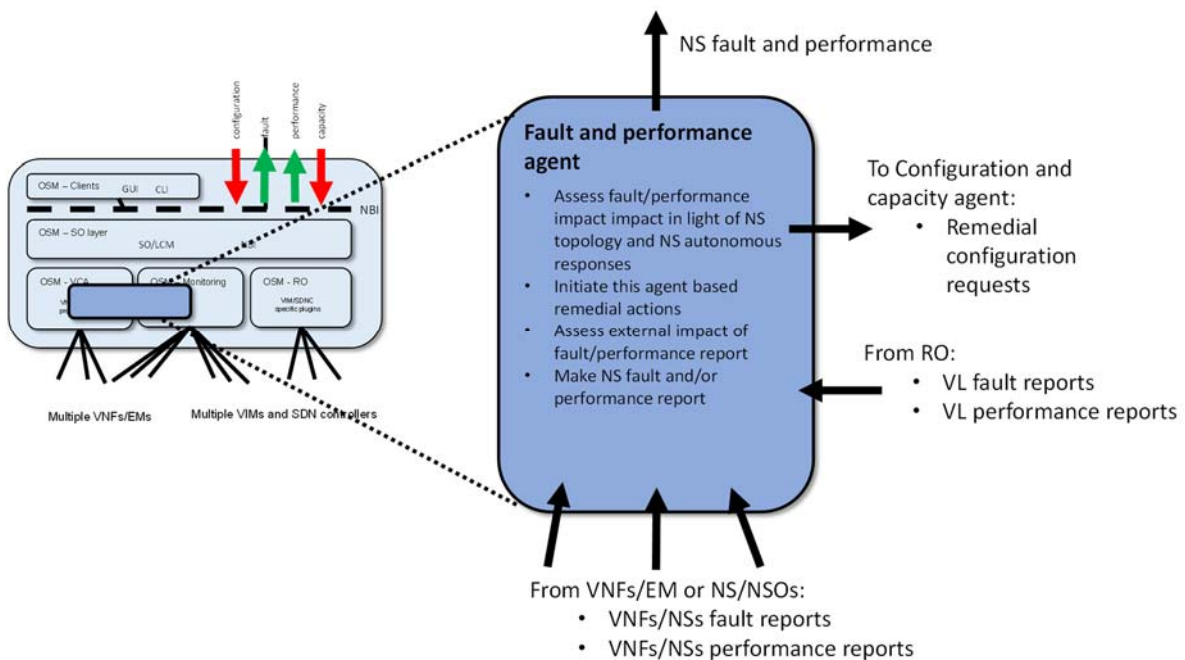 NS fault and performance
configuration
fault
performance
capacity
OSM – Clients
GUI CLI
NBI
OSM – SO layer
SO/LCM
OSM - VCA
OSM - Monitoring
OSM - RO
VIM/SDNC
specific plugins
Multiple VNFs/EMs
Multiple VIMs and SDN controllers
Fault and performance
agent
• Assess fault/performance
impact impact in light of NS
topology and NS autonomous
responses
• Initiate this agent based
remedial actions
• Assess external impact of
fault/performance report
• Make NS fault and/or
performance report
To Configuration and
capacity agent:
• Remedial
configuration
requests
From RO:
• VL fault reports
• VL performance reports
From VNFs/EM or NS/NSOs:
• VNFs/NSs fault reports
• VNFs/NSs performance reports